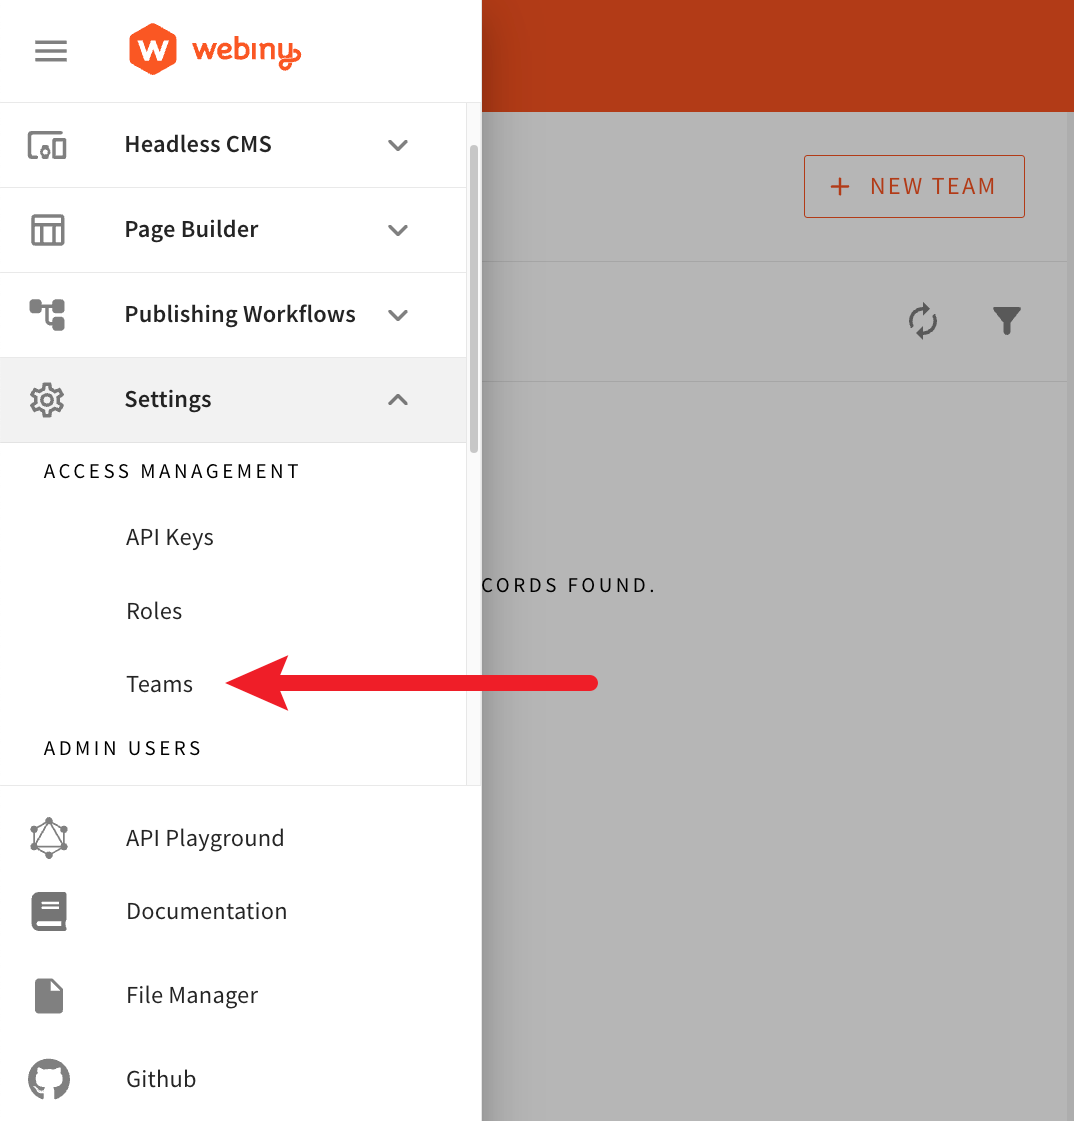 W webiny
Headless CMS
Page Builder
Publishing Workflows
Settings
ACCESS MANAGEMENT
API Keys
Roles
Teams
ADMIN USERS
API Playground
Documentation
File Manager
Github
+ NEW TEAM
CORDS FOUND.